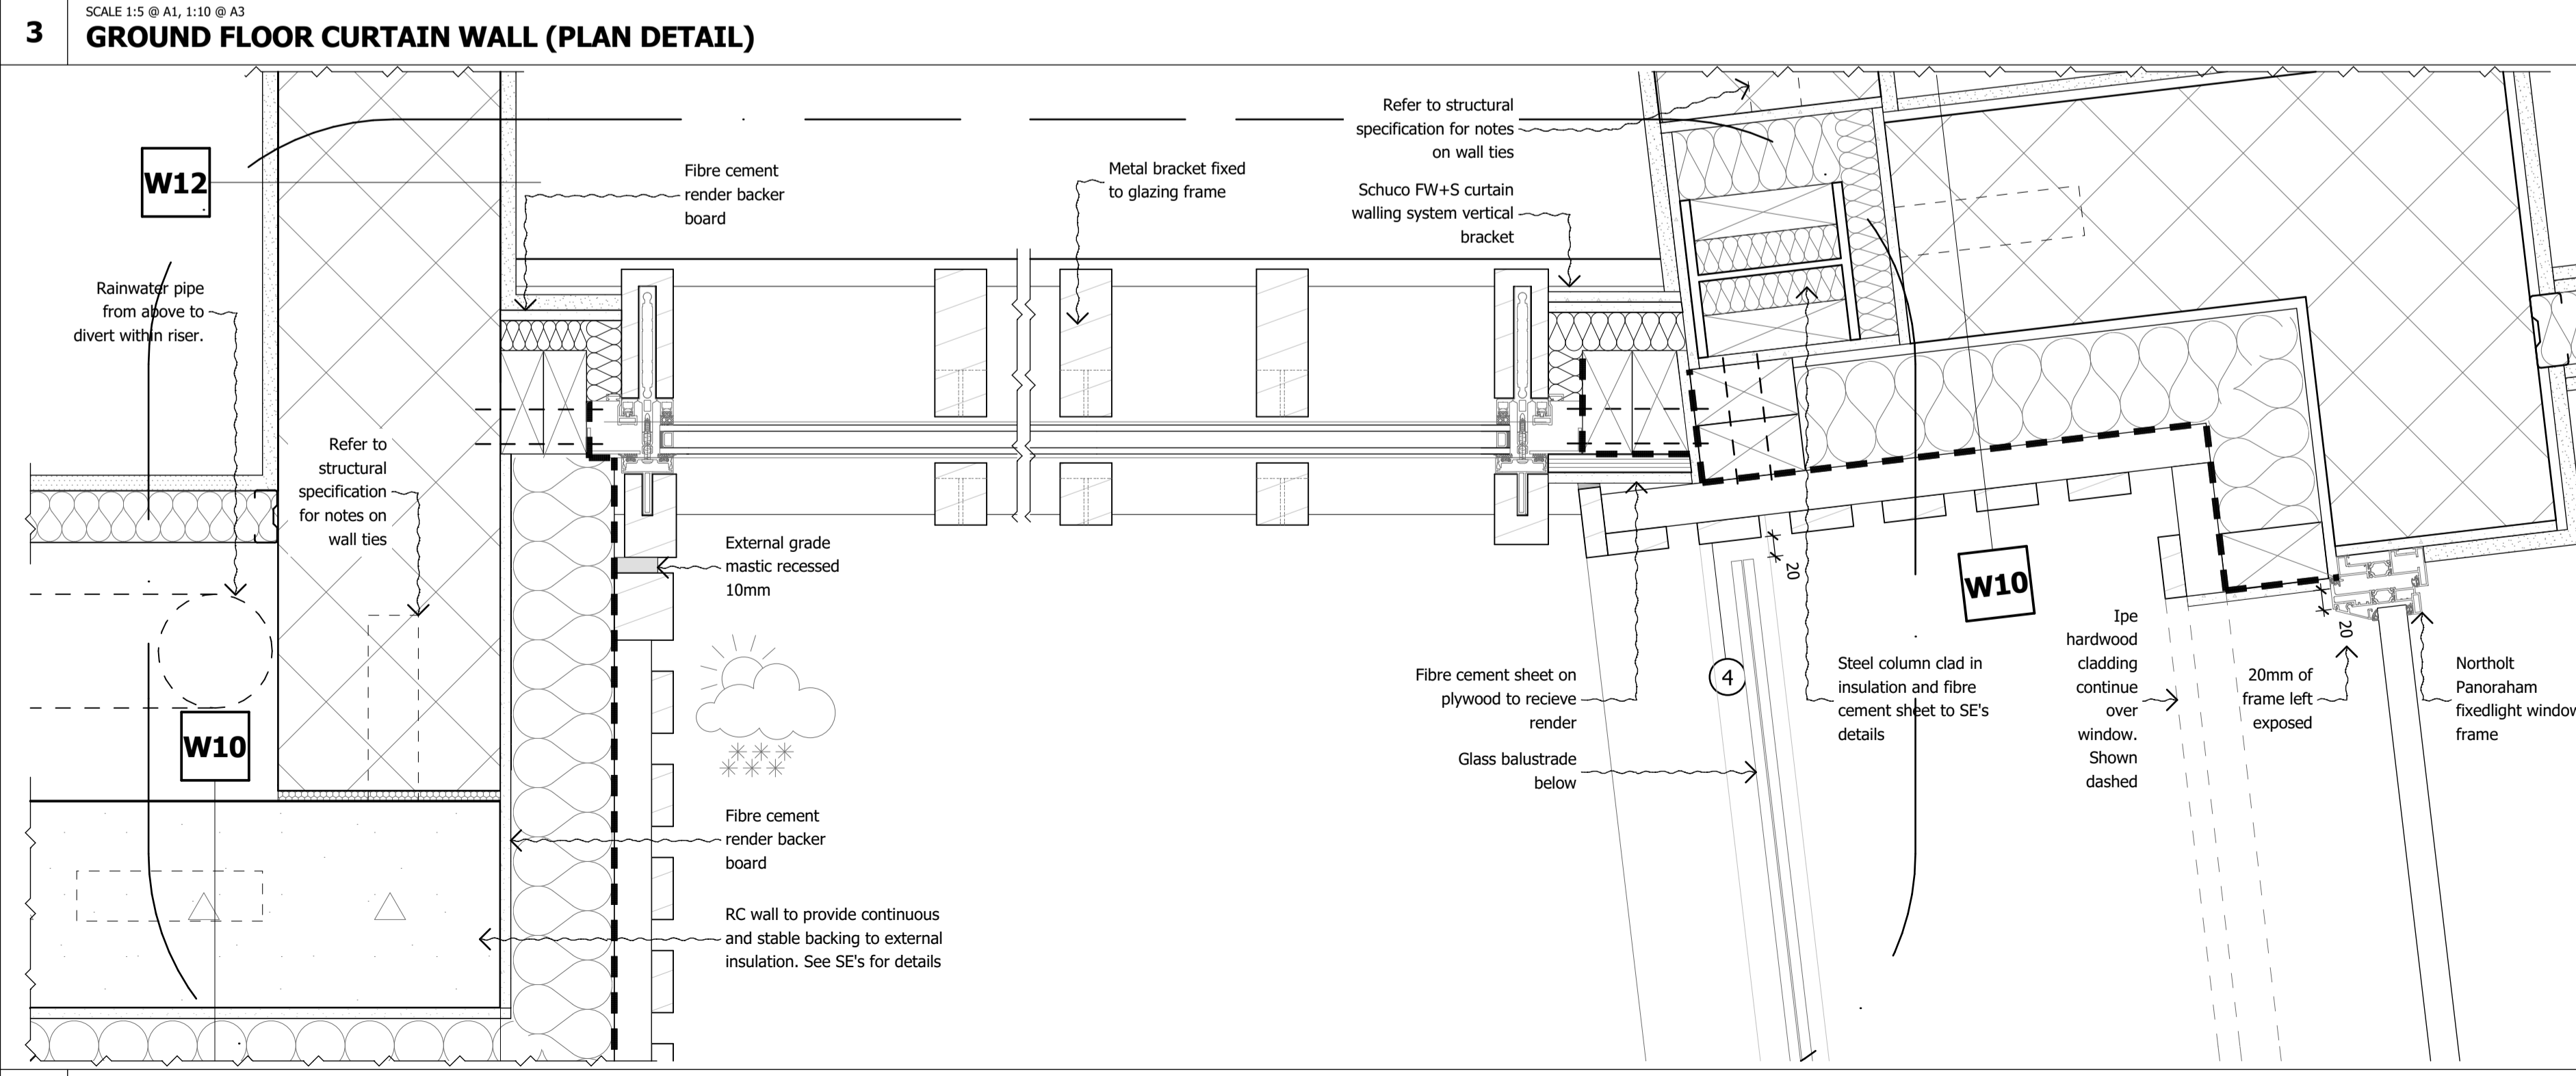 SCALE 1:5 @ A1, 1:10 @ A3
3
GROUND FLOOR CURTAIN WALL (PLAN DETAIL)
W12
Fibre cement
render backer
board
Metal bracket fixed
to glazing frame
Refer to structural
specification for notes
on wall ties
Schuco FW+S curtain
walling system vertical
bracket
Rainwater pipe
from above to
divert within riser.
Refer to
structural
specification
for notes on
wall ties
External grade
mastic recessed
10mm
20
W10
W10
Fibre cement sheet on
plywood to recieve
render
4
Glass balustrade
below
Steel column clad in
insulation and fibre
cement sheet to SE's
details
Ipe
hardwood
cladding
continue
over
window.
Shown
dashed
20
20mm of
frame left
exposed
Northolt
Panoraham
fixedlight window
frame
Fibre cement
render backer
board
RC wall to provide continuous
and stable backing to external
insulation. See SE's for details